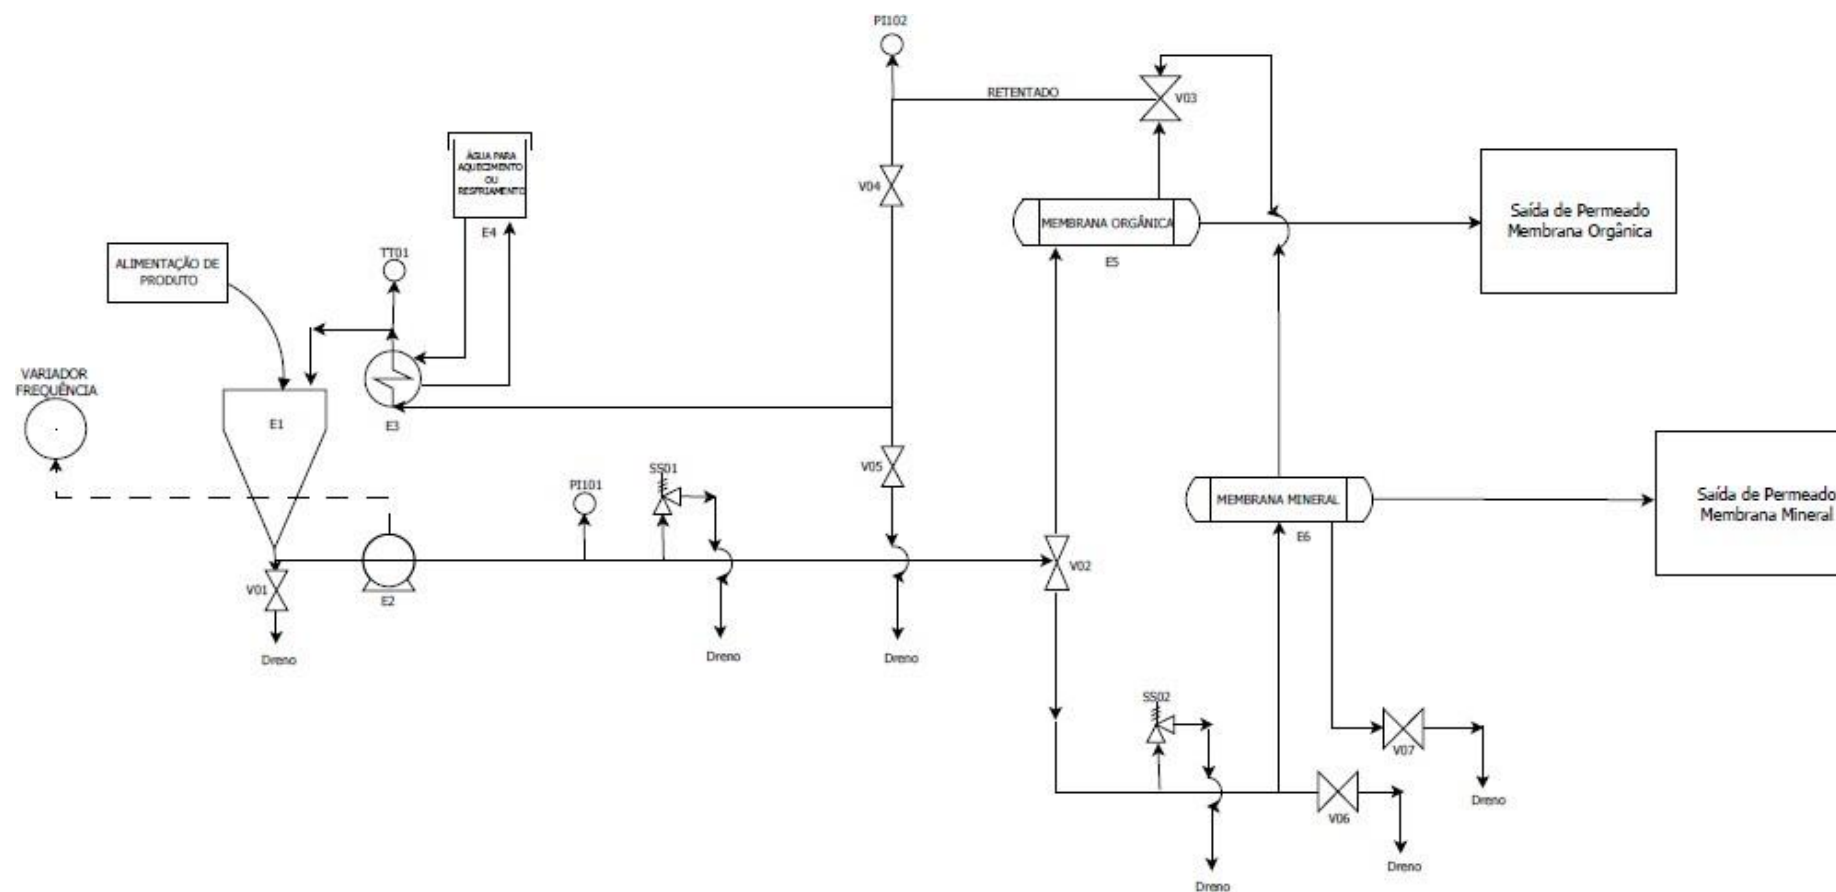 PI102
RETENTADO
V03
ÁGUA PARA
AQUECIMENTO
OU
RESFRIAMENTO
V04
MEMBRANA ORGÂNICA
Saída de Permeado
Membrana Orgânica
E4
TT01
E5
ALIMENTAÇÃO DE
PRODUTO
VARIADOR
FREQUÊNCIA
E1
E3
V05
SS01
PI101
MEMBRANA MINERAL
Saída de Permeado
Membrana Mineral
E6
V02
V01
E2
Dreno
Dreno
Dreno
SS02
V07
Dreno
V06
Dreno
Dreno